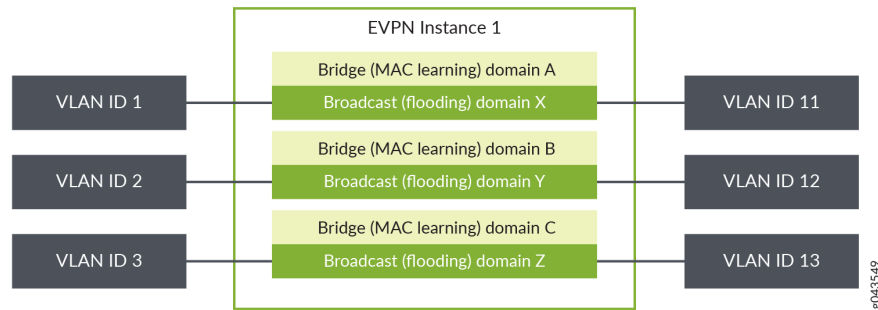 EVPN Instance 1
Bridge (MAC learning) domain A
VLAN ID 1
Broadcast (flooding) domain X
VLAN ID 11
Bridge (MAC learning) domain B
VLAN ID 2
Broadcast (flooding) domain Y
VLAN ID 12
Bridge (MAC learning) domain C
VLAN ID 3
Broadcast (flooding) domain Z
VLAN ID 13
g043549